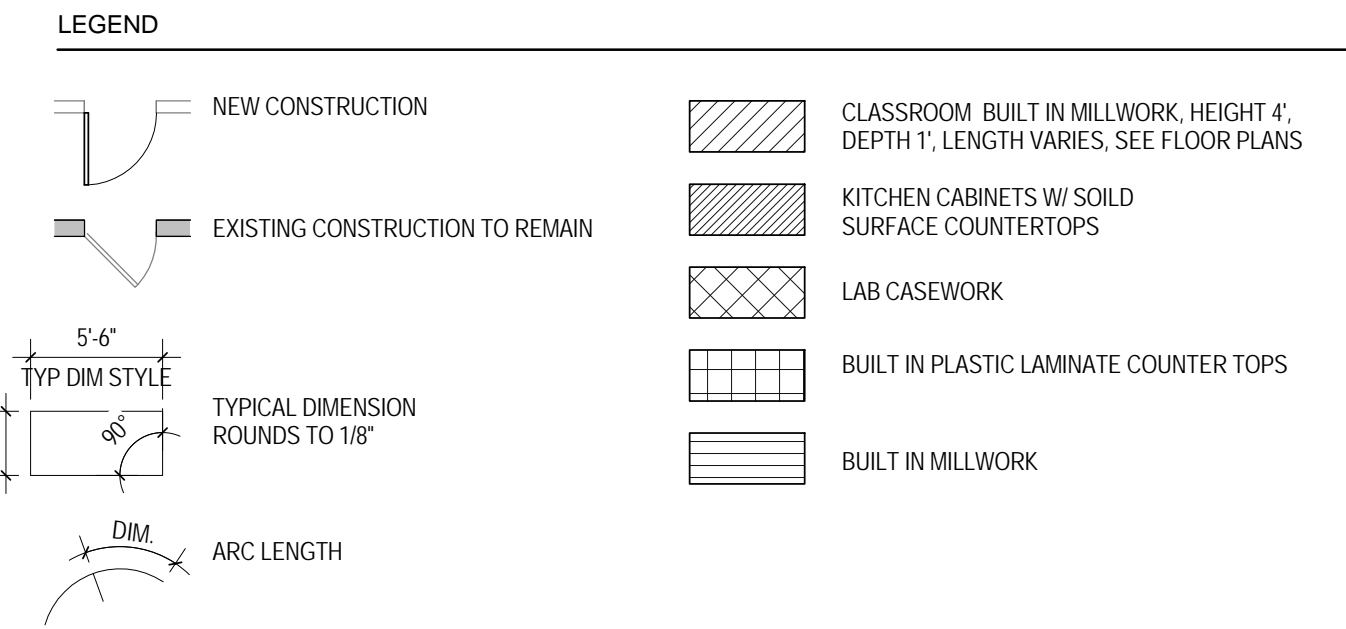 LEGEND
NEW CONSTRUCTION
EXISTING CONSTRUCTION TO REMAIN
5'-6"
TYP DIM STYLE
90°
TYPICAL DIMENSION
ROUNDS TO 1/8"
DIM.
ARC LENGTH
CLASSROOM BUILT IN MILLWORK, HEIGHT 4',
DEPTH 1', LENGTH VARIES, SEE FLOOR PLANS
KITCHEN CABINETS W/ SOILD
SURFACE COUNTERTOPS
LAB CASEWORK
BUILT IN PLASTIC LAMINATE COUNTER TOPS
BUILT IN MILLWORK